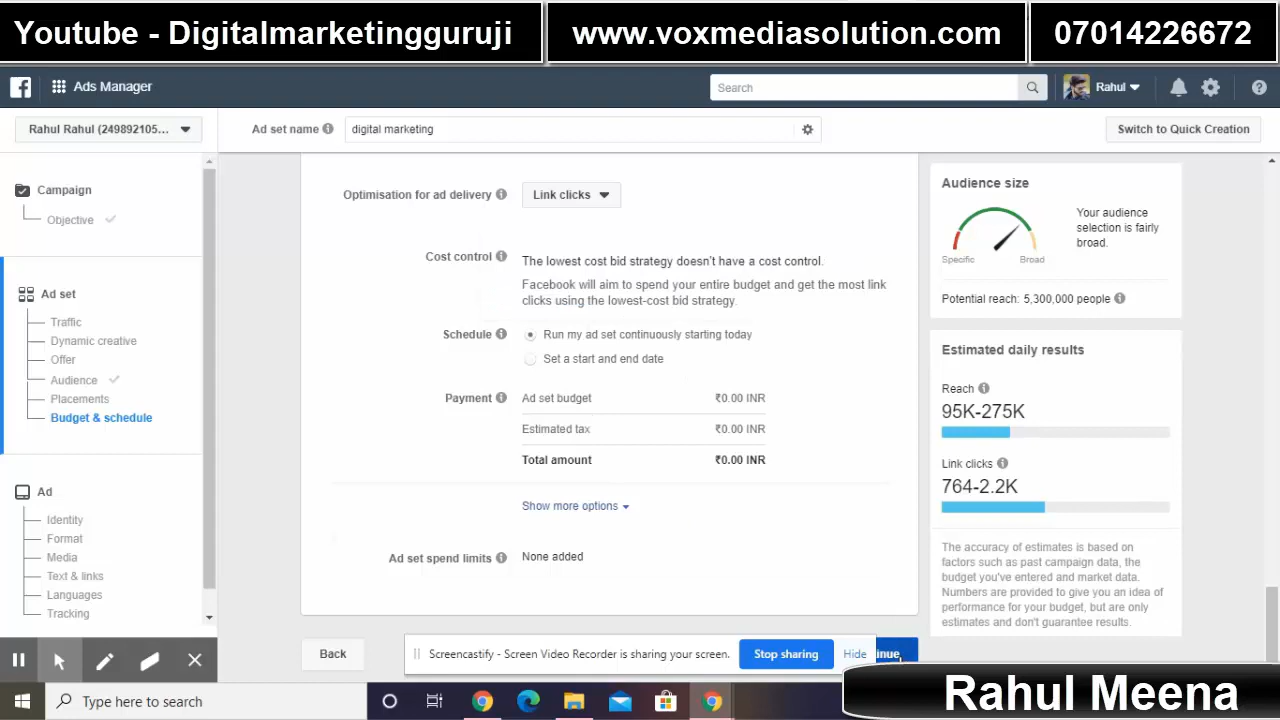 Youtube - Digitalmarketingguruji
www.voxmediasolution.com
07014226672
Ads Manager
Search
Rahul
Rahul Rahul (249892105...
Ad set name
digital marketing
Switch to Quick Creation
Campaign
Objective
Ad set
Traffic
Dynamic creative
Offer
Audience
Placements
Budget & schedule
Ad
Identity
Format
Media
Text & links
Languages
Tracking
Optimisation for ad delivery
Link clicks
Cost control
The lowest cost bid strategy doesn't have a cost control.
Facebook will aim to spend your entire budget and get the most link
clicks using the lowest-cost bid strategy.
Schedule
Run my ad set continuously starting today
Set a start and end date
Payment
Ad set budget ₹0.00 INR
Estimated tax ₹0.00 INR
Total amount ₹0.00 INR
Show more options
Ad set spend limits
None added
Back
Audience size
Your audience
selection is fairly
broad.
Specific
Broad
Potential reach: 5,300,000 people
Estimated daily results
Reach
95K-275K
Link clicks
764-2.2K
The accuracy of estimates is based on
factors such as past campaign data, the
budget you've entered and market data.
Numbers are provided to give you an idea of
performance for your budget, but are only
estimates and don't guarantee results.
Screencastify - Screen Video Recorder is sharing your screen.
Stop sharing
Hide
nue
Type here to search
Rahul Meena